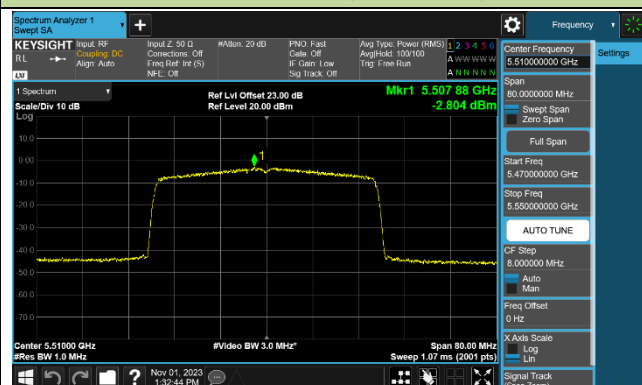 Spectrum Analyzer 1
Swept SA
Frequency
KEYSIGHT
RL
LXI
Input: RF
Coupling: DC
Align: Auto
Input Z: 50 Ω
Corrections: Off
Freq Ref: Int (S)
NFE: Off
#Atten: 20 dB
PNO: Fast
Gate: Off
IF Gain: Low
Sig Track: Off
Avg Type: Power (RMS)
Avg|Hold: 100/100
Trig: Free Run
1 2 3 4 5 6
A W W W W W
A N N N N N
Center Frequency
5.510000000 GHz
Settings
Span
80.0000000 MHz
Swept Span
Zero Span
Full Span
Start Freq
5.470000000 GHz
Stop Freq
5.550000000 GHz
AUTO TUNE
CF Step
8.000000 MHz
Auto
Man
Freq Offset
0 Hz
X Axis Scale
Log
Lin
Signal Track
(Span Zoom)
1 Spectrum
Scale/Div 10 dB
Log
Ref Lvl Offset 23.00 dB
Ref Level 20.00 dBm
Mkr1 5.507 88 GHz
-2.804 dBm
10.0
0.00
-10.0
-20.0
-30.0
-40.0
-50.0
-60.0
-70.0
1
Center 5.51000 GHz
#Res BW 1.0 MHz
#Video BW 3.0 MHz*
Span 80.00 MHz
Sweep 1.07 ms (2001 pts)
?
Nov 01, 2023
1:32:44 PM